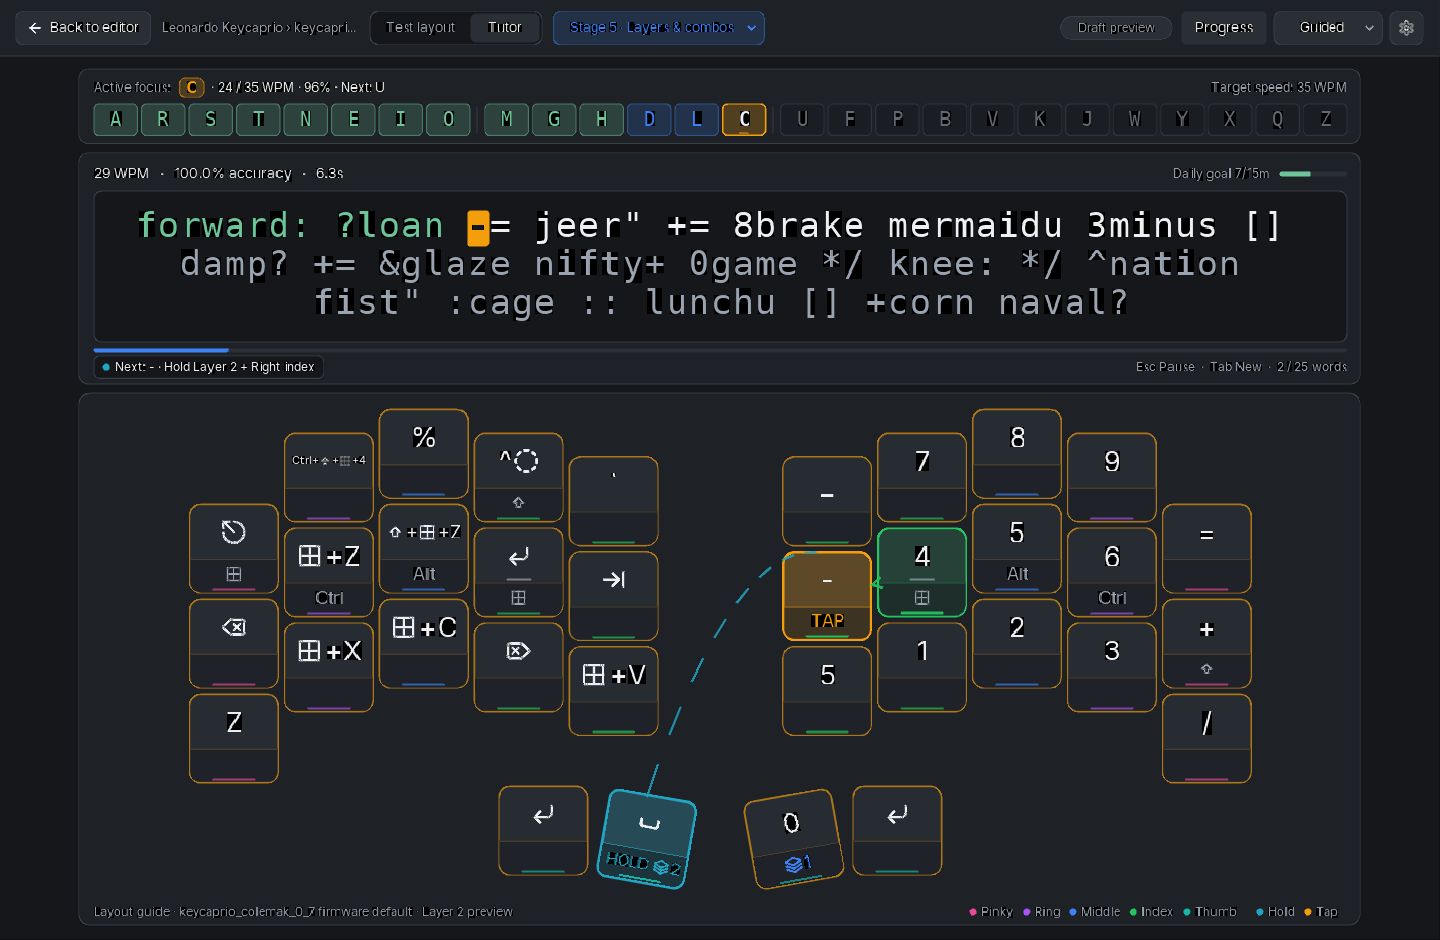 Back to editor
Leonardo Keycaprio › keycapri...
Test layout
Tutor
Stage 5 · Layers & combos
Draft preview
Progress
Guided
Active focus: C · 24 / 35 WPM · 96% · Next: U
Target speed: 35 WPM
A R S T N E I O M G H D L C U F P B V K J W Y X Q Z
29 WPM · 100.0% accuracy · 6.3s
Daily goal 7/15m
forward: ?loan -= jeer" += 8brake mermaidu 3minus []
damp? += &glaze nifty+ 0game */ knee: */ ^nation
fist" :cage :: lunchu [] +corn naval?
Next: - · Hold Layer 2 + Right index
Esc Pause · Tab New · 2 / 25 words
% 8
Ctrl+ + +4 ^ 7 9
` –
+Z + +Z - 4 5 6 =
Alt Alt
Ctrl TAP Ctrl
+X +C 2 +
+V 5 1 3
Z /
0
HOLD 2 1
Layout guide · keycaprio_colemak_0_7 firmware default · Layer 2 preview
Pinky Ring Middle Index Thumb Hold Tap